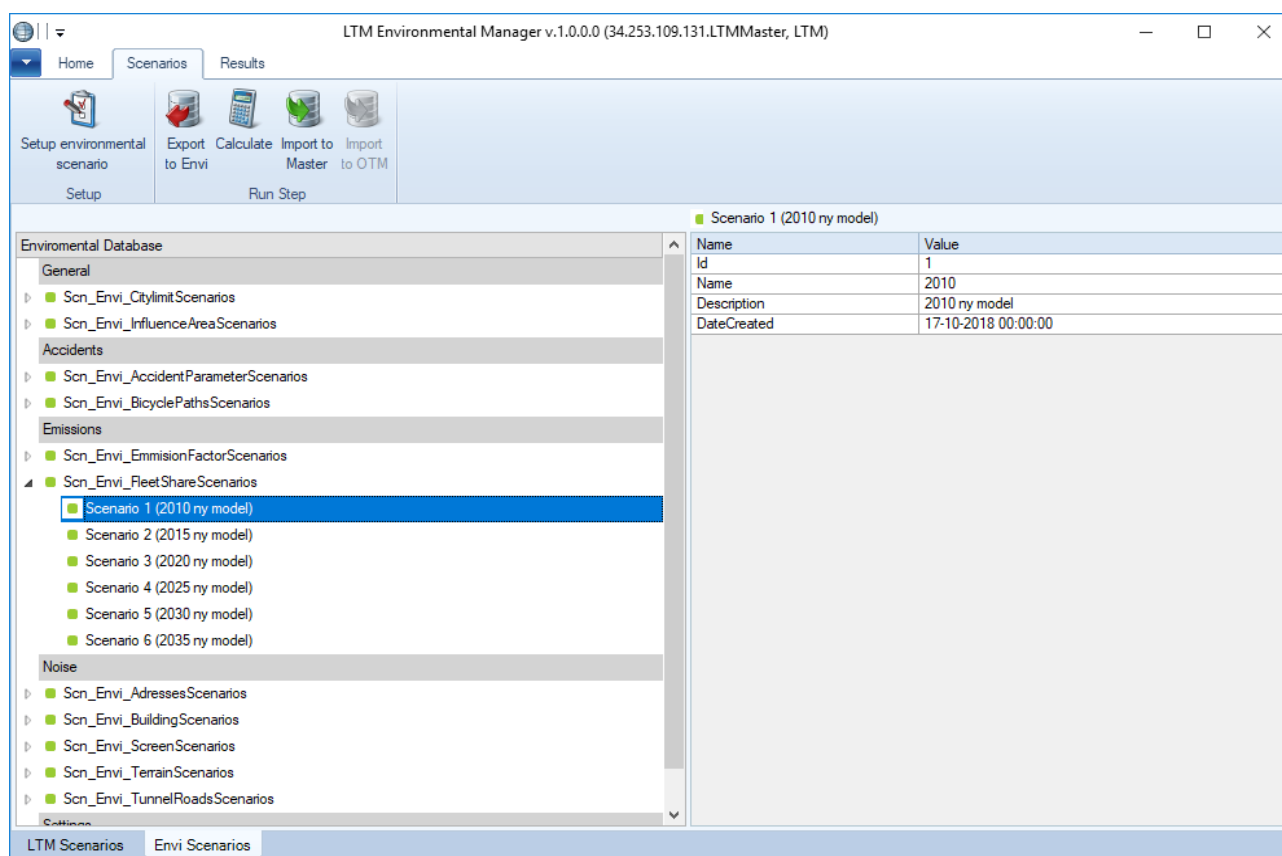 LTM Environmental Manager v.1.0.0.0 (34.253.109.131.LTMMaster, LTM)
Home Scenarios Results
Setup environmental scenario
Export to Envi
Calculate
Import to Master
Import to OTM
Setup
Run Step
Enviromental Database
General
Scn_Envi_CitylimitScenarios
Scn_Envi_InfluenceAreaScenarios
Accidents
Scn_Envi_AccidentParameterScenarios
Scn_Envi_BicyclePathsScenarios
Emissions
Scn_Envi_EmmisionFactorScenarios
Scn_Envi_FleetShareScenarios
Scenario 1 (2010 ny model)
Scenario 2 (2015 ny model)
Scenario 3 (2020 ny model)
Scenario 4 (2025 ny model)
Scenario 5 (2030 ny model)
Scenario 6 (2035 ny model)
Noise
Scn_Envi_AdressesScenarios
Scn_Envi_BuildingScenarios
Scn_Envi_ScreenScenarios
Scn_Envi_TerrainScenarios
Scn_Envi_TunnelRoadsScenarios
Settings
Scenario 1 (2010 ny model)
Name Value
Id 1
Name 2010
Description 2010 ny model
DateCreated 17-10-2018 00:00:00
LTM Scenarios Envi Scenarios